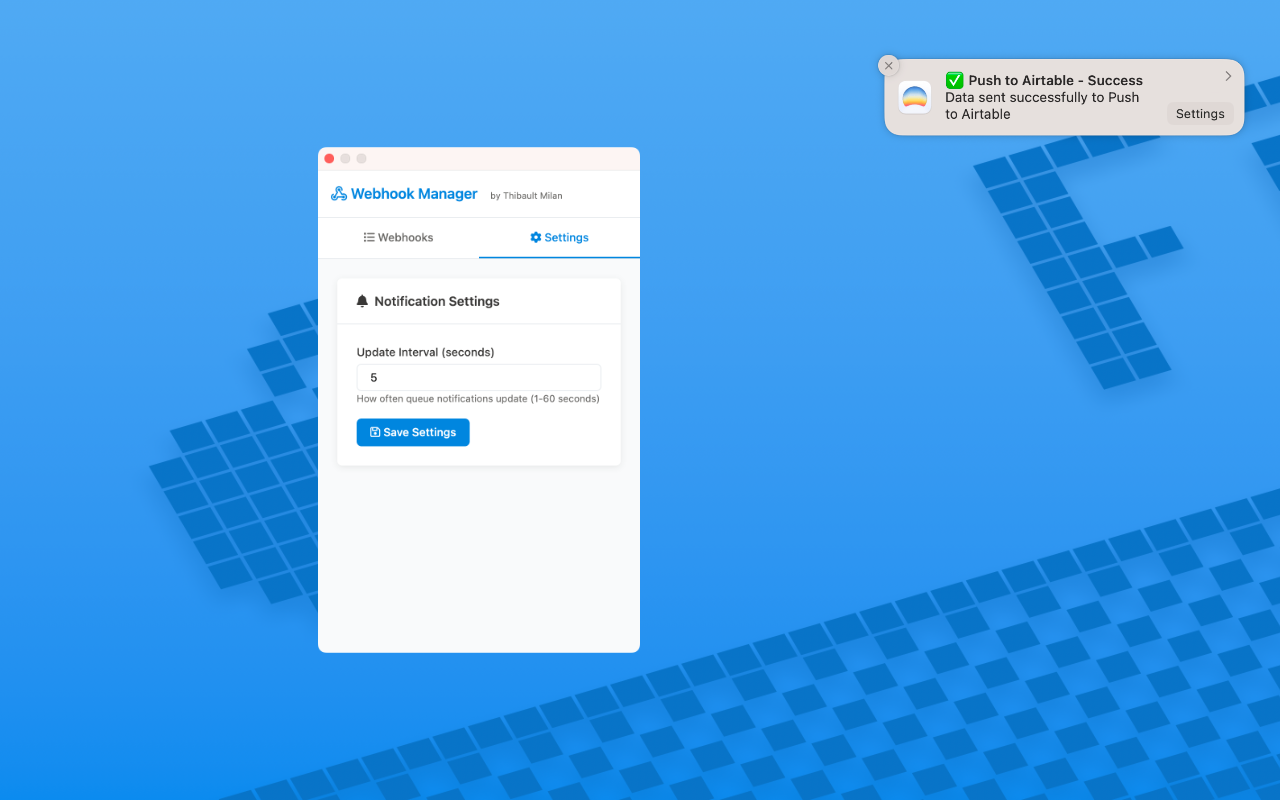 ✅ Push to Airtable - Success
Data sent successfully to Push
to Airtable
Settings
Webhook Manager by Thibault Milan
Webhooks Settings
Notification Settings
Update Interval (seconds)
5
How often queue notifications update (1-60 seconds)
Save Settings